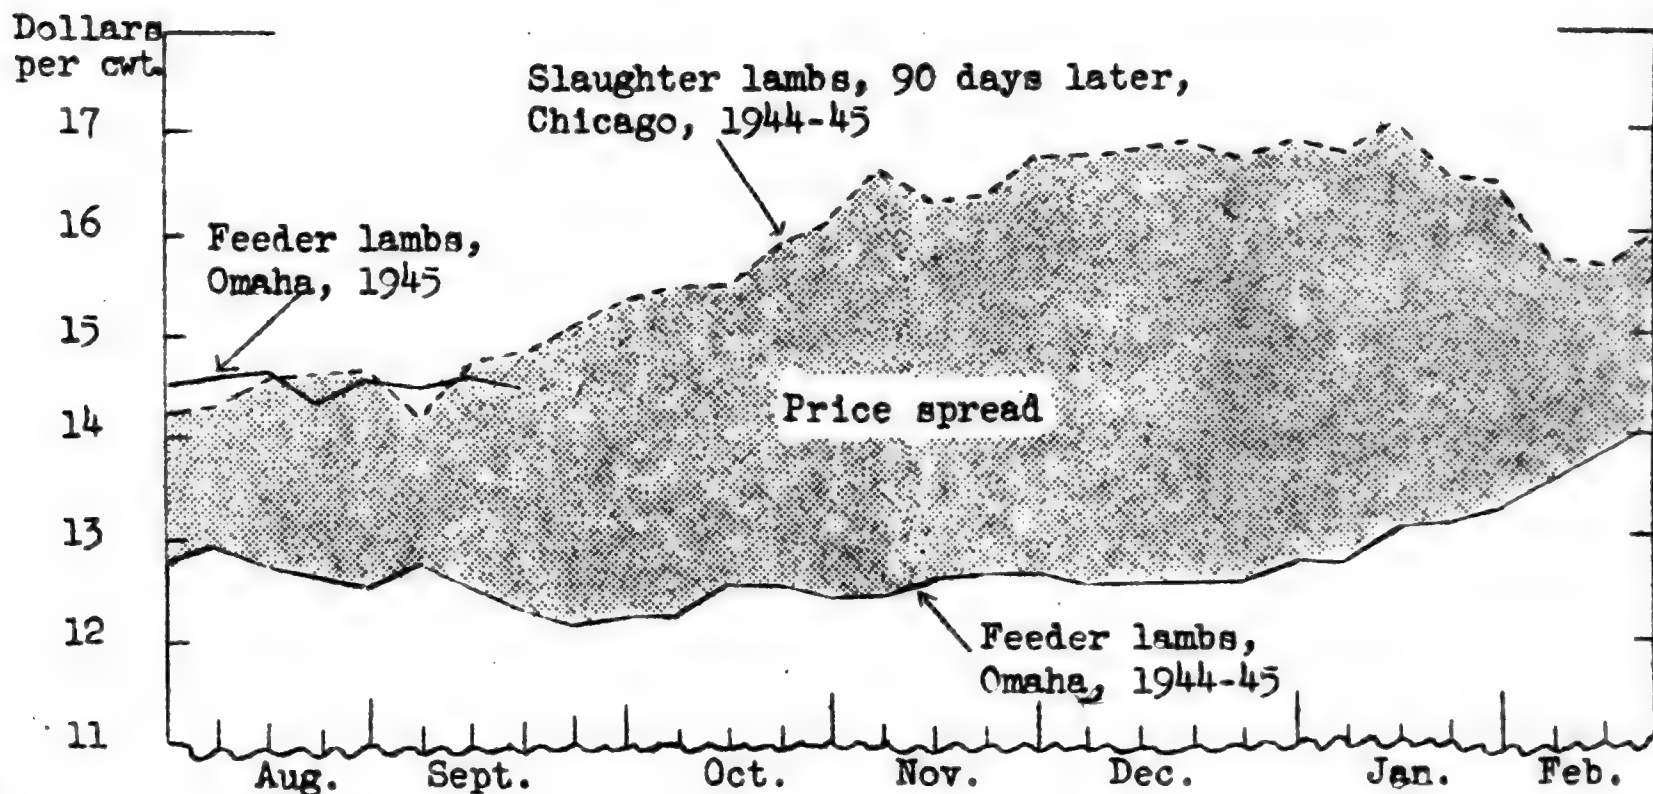 Dollars
per cwt.
Slaughter lambs, 90 days later,
Chicago, 1944-45
17
16
Feeder lambs,
Omaha, 1945
15
14
Price spread
13
12
Feeder lambs,
Omaha, 1944-45
11
Aug. Sept. Oct. Nov. Dec. Jan. Feb.